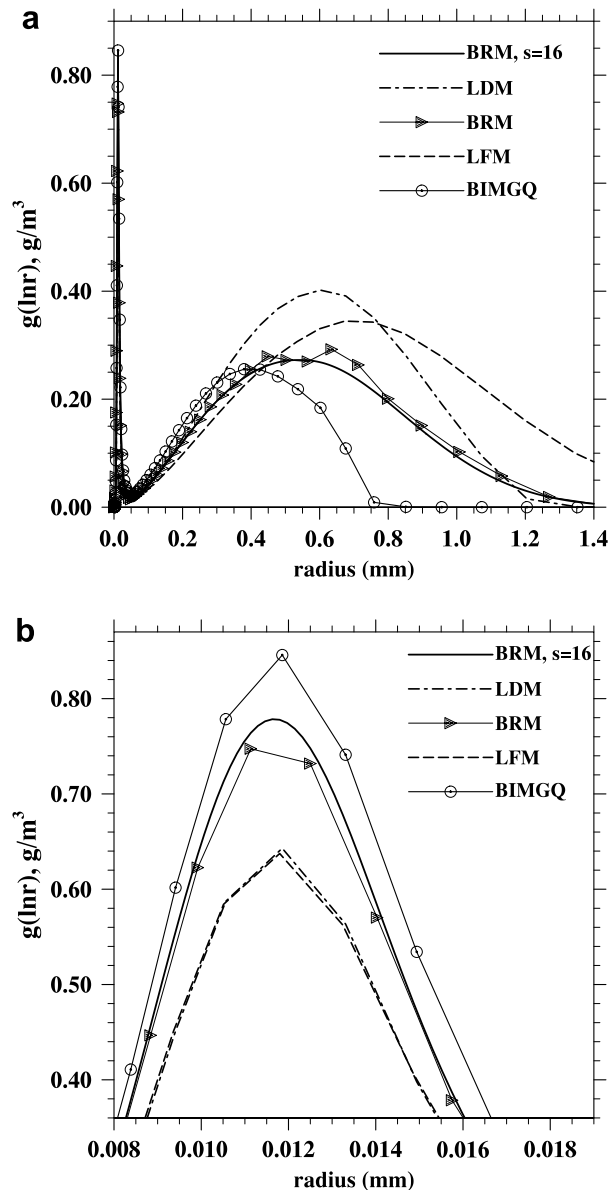 a
BRM, s=16
LDM
BRM
LFM
BIMGQ
g(lnr), g/m³
0.80
0.60
0.40
0.20
0.00
0.0 0.2 0.4 0.6 0.8 1.0 1.2 1.4
radius (mm)
b
BRM, s=16
LDM
BRM
LFM
BIMGQ
g(lnr), g/m³
0.80
0.70
0.60
0.50
0.40
0.008 0.010 0.012 0.014 0.016 0.018
radius (mm)